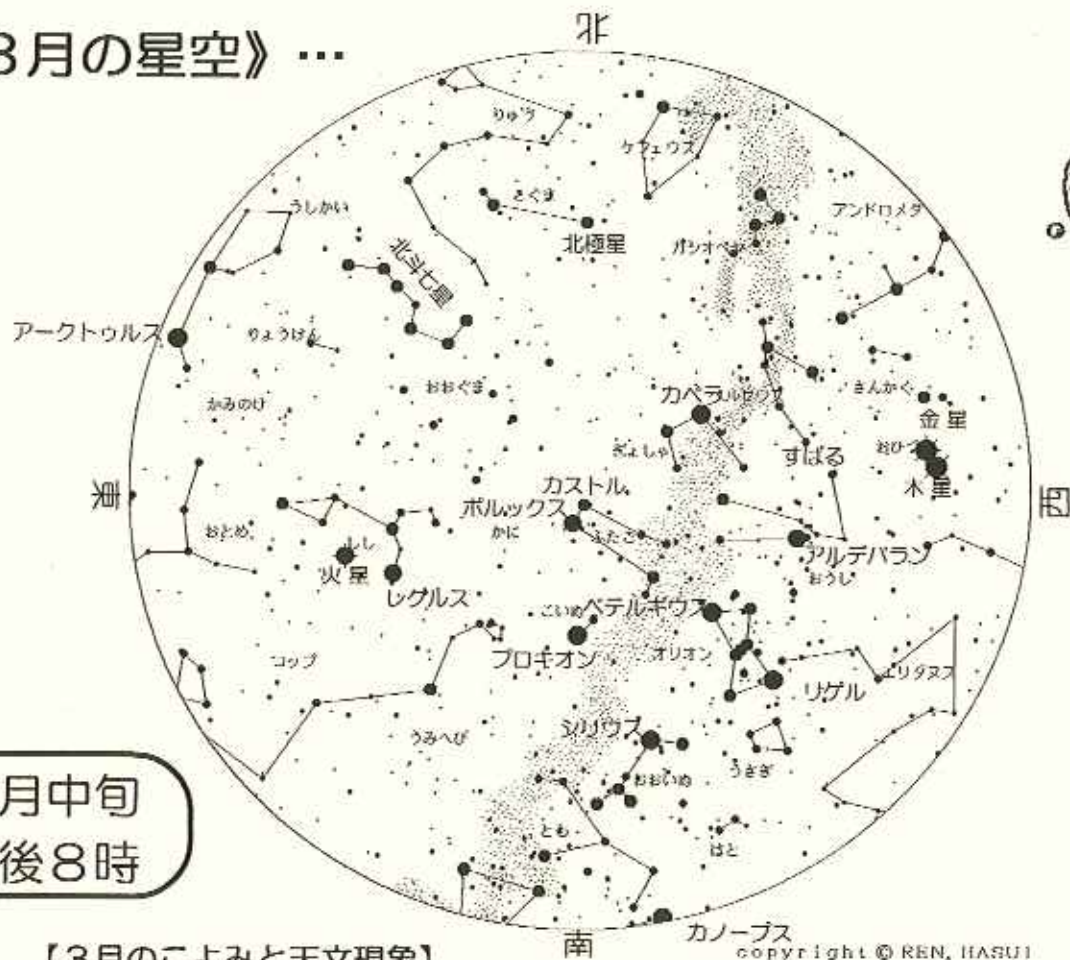 3月の星空》…
北
りゅう
ケフェウス
こぐま
北極星
うしかい
アンドロメダ
カシオペヤ
北斗七星
アークトゥルス
りょうけん
おおぐま
かみのけ
カペラ
ペルセウス
さんかく
金星
おひつじ
ぎょしゃ
すばる
木星
東
西
カストル
ポルックス
かに
ふたご
おとめ
しし
火星
レグルス
アルデバラン
おうし
こいぬ
ベテルギウス
プロキオン
オリオン
コップ
リゲル
エリダヌス
シリウス
うみへび
おおいぬ
うさぎ
月中旬
後8時
とも
はと
南
カノープス
【3月のこよみと天文現象】
copyright © REN, HASUI